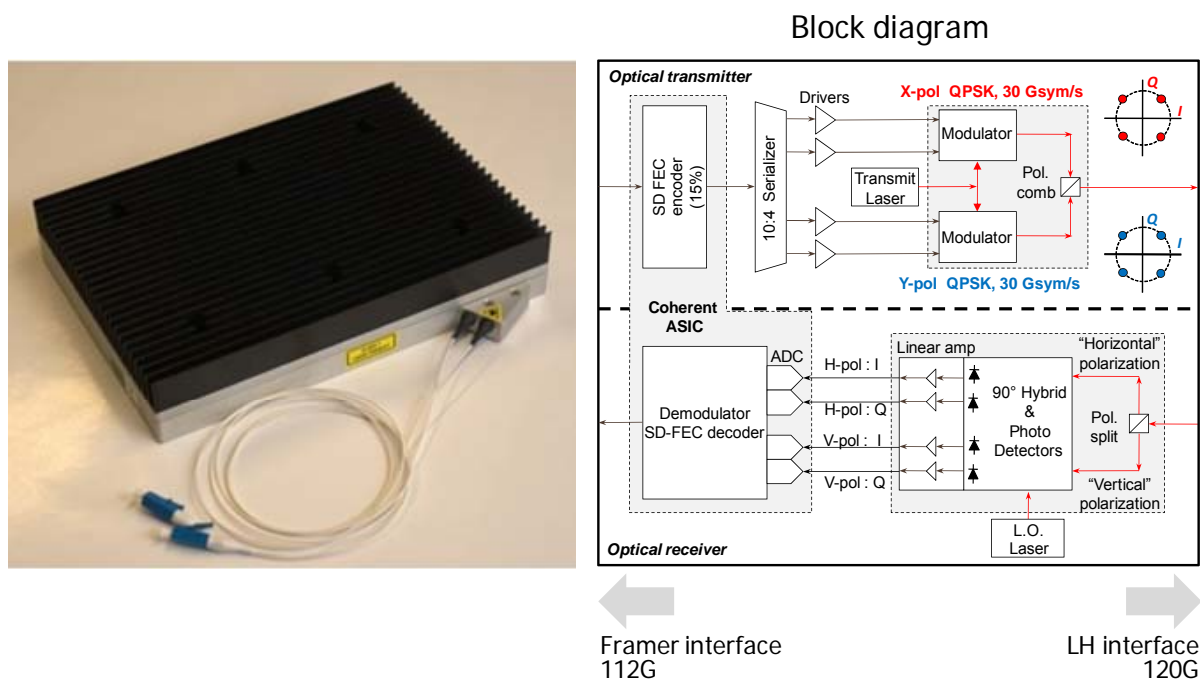 Block diagram
Optical transmitter
Drivers
X-pol QPSK, 30 Gsym/s
Q
I
SD FEC
encoder
(15%)
10:4 Serializer
Modulator
Transmit
Laser
Pol.
comb
Modulator
Y-pol QPSK, 30 Gsym/s
Q
I
Coherent
ASIC
ADC
H-pol : I
H-pol : Q
V-pol : I
V-pol : Q
Demodulator
SD-FEC decoder
Linear amp
90° Hybrid
&
Photo
Detectors
"Horizontal"
polarization
Pol.
split
"Vertical"
polarization
L.O.
Laser
Optical receiver
Framer interface
112G
LH interface
120G